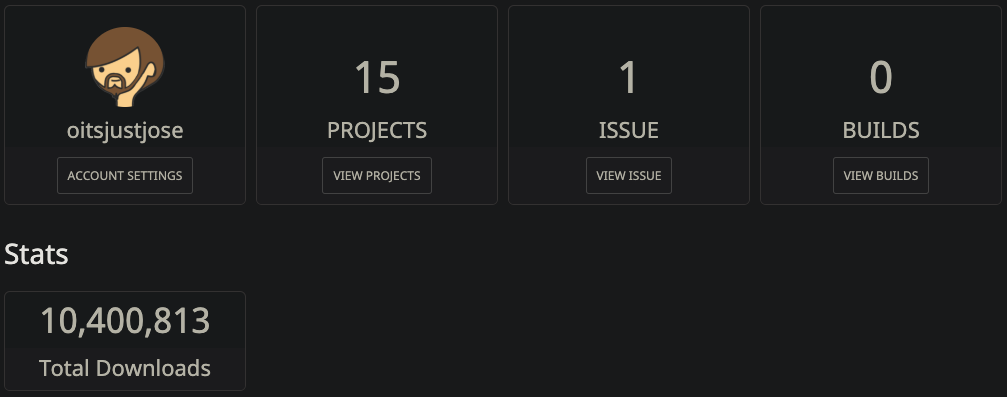 oitsjustjose
ACCOUNT SETTINGS
15
PROJECTS
VIEW PROJECTS
1
ISSUE
VIEW ISSUE
0
BUILDS
VIEW BUILDS
Stats
10,400,813
Total Downloads